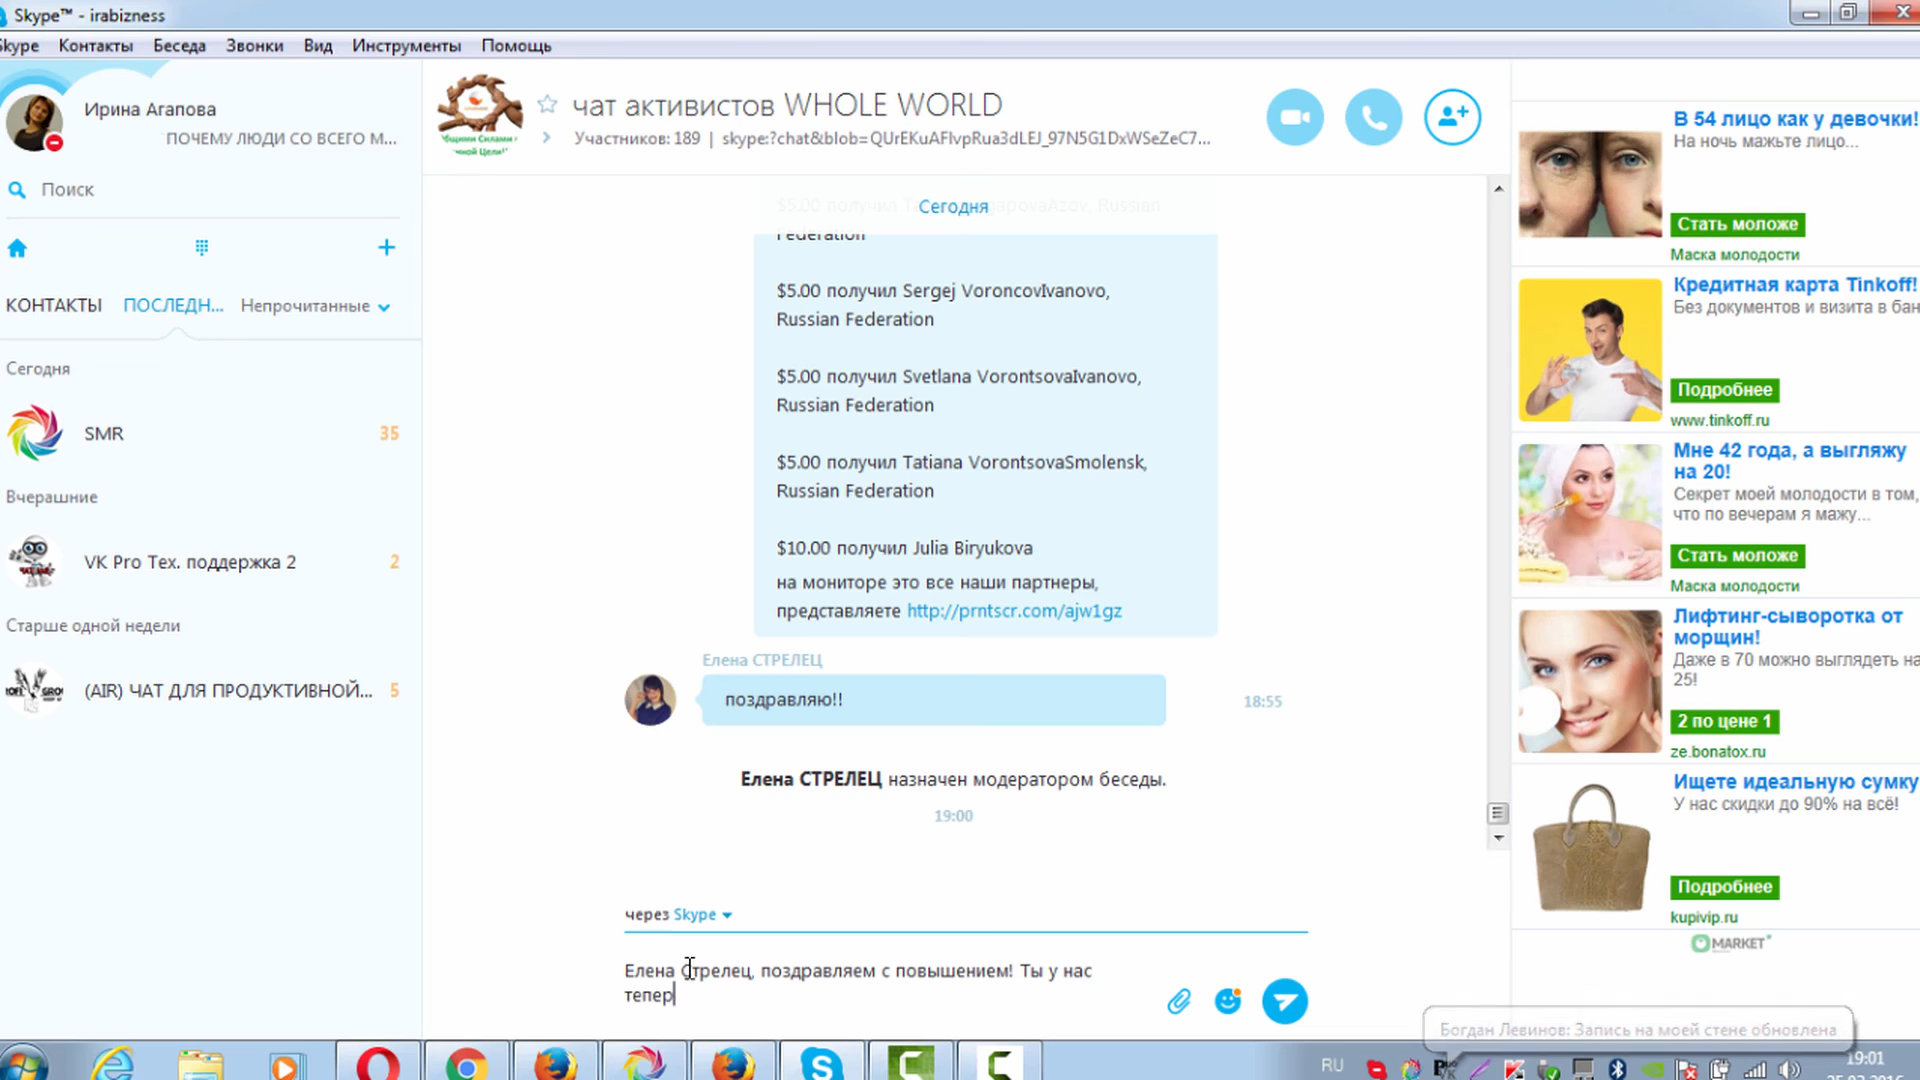 Skype™ - irabizness
Skype Контакты Беседа Звонки Вид Инструменты Помощь
Ирина Агапова
ПОЧЕМУ ЛЮДИ СО ВСЕГО М...
Поиск
КОНТАКТЫ ПОСЛЕДН... Непрочитанные
Сегодня
SMR 35
Вчерашние
VK Pro Тех. поддержка 2 2
Старше одной недели
(AIR) ЧАТ ДЛЯ ПРОДУКТИВНОЙ... 5
чат активистов WHOLE WORLD
Участников: 189 | skype:?chat&blob=QUrEKuAFIvpRua3dLEJ_97N5G1DxWSeZeC7...
Сегодня
$5.00 получил
Russian
Federation
$5.00 получил Sergej VoroncovIvanovo,
Russian Federation
$5.00 получил Svetlana VorontsovaIvanovo,
Russian Federation
$5.00 получил Tatiana VorontsovaSmolensk,
Russian Federation
$10.00 получил Julia Biryukova
на мониторе это все наши партнеры,
представляете http://prntscr.com/ajw1gz
Елена СТРЕЛЕЦ
поздравляю!!
18:55
Елена СТРЕЛЕЦ назначен модератором беседы.
19:00
через Skype
Елена Стрелец, поздравляем с повышением! Ты у нас
тепер
В 54 лицо как у девочки!
На ночь мажьте лицо...
Стать моложе
Маска молодости
Кредитная карта Tinkoff!
Без документов и визита в бан
Подробнее
www.tinkoff.ru
Мне 42 года, а выгляжу
на 20!
Секрет моей молодости в том,
что по вечерам я мажу...
Стать моложе
Маска молодости
Лифтинг-сыворотка от
морщин!
Даже в 70 можно выглядеть на
25!
2 по цене 1
ze.bonatox.ru
Ищете идеальную сумку
У нас скидки до 90% на всё!
Подробнее
kupivip.ru
MARKET
Богдан Левинов: Запись на моей стене обновлена
RU
19:01